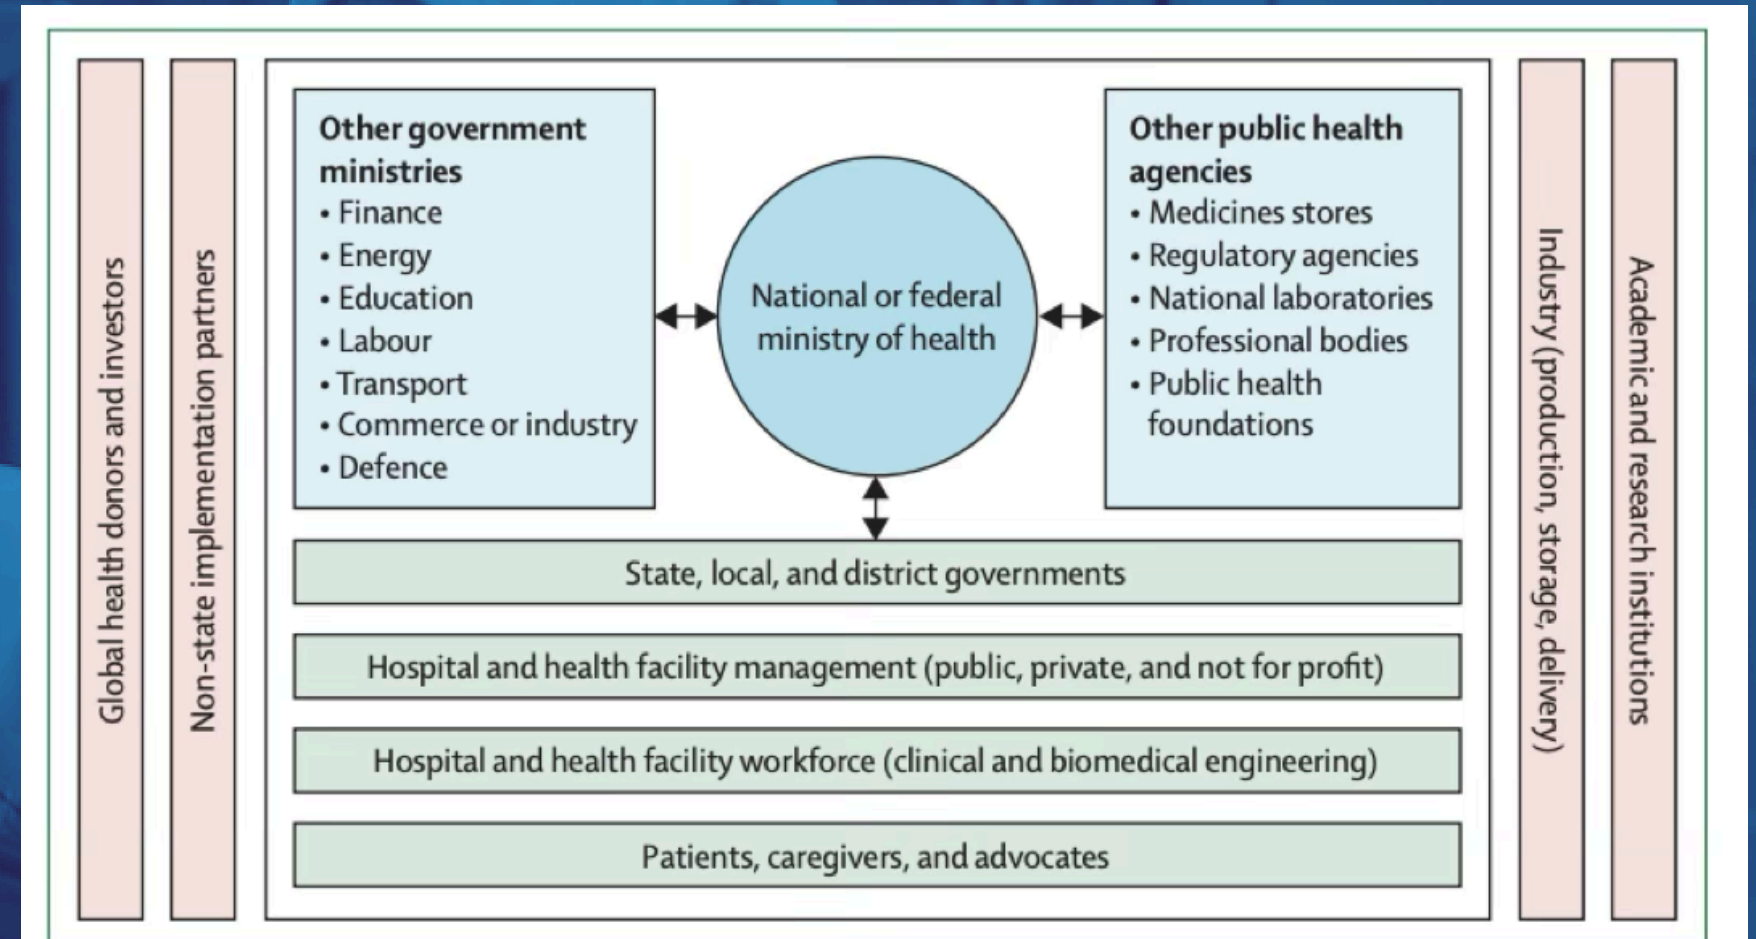 Global health donors and investors
Non-state implementation partners
Other government
ministries
• Finance
• Energy
• Education
• Labour
• Transport
• Commerce or industry
• Defence
National or federal
ministry of health
Other public health
agencies
• Medicines stores
• Regulatory agencies
• National laboratories
• Professional bodies
• Public health
foundations
State, local, and district governments
Hospital and health facility management (public, private, and not for profit)
Hospital and health facility workforce (clinical and biomedical engineering)
Patients, caregivers, and advocates
Industry (production, storage, delivery)
Academic and research institutions